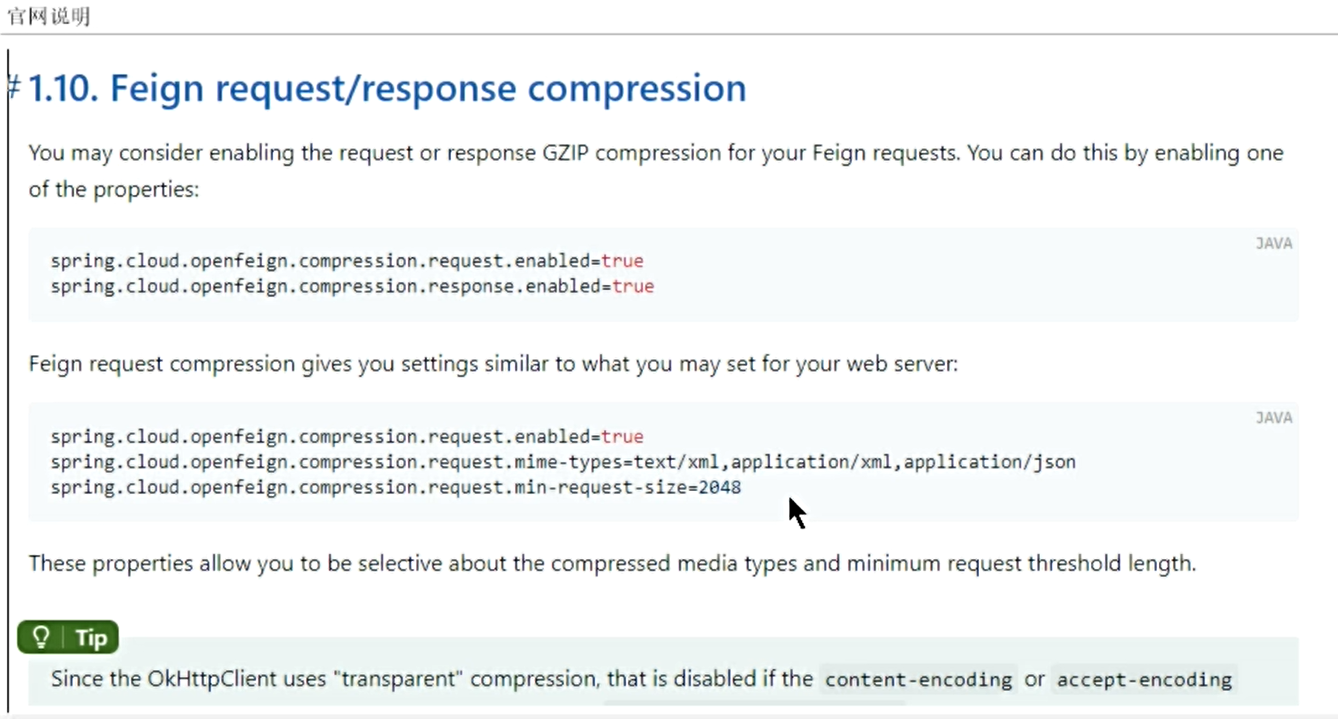 官网说明
# 1.10. Feign request/response compression
You may consider enabling the request or response GZIP compression for your Feign requests. You can do this by enabling one
of the properties:
JAVA
spring.cloud.openfeign.compression.request.enabled=true
spring.cloud.openfeign.compression.response.enabled=true
Feign request compression gives you settings similar to what you may set for your web server:
JAVA
spring.cloud.openfeign.compression.request.enabled=true
spring.cloud.openfeign.compression.request.mime-types=text/xml,application/xml,application/json
spring.cloud.openfeign.compression.request.min-request-size=2048
These properties allow you to be selective about the compressed media types and minimum request threshold length.
Tip
Since the OkHttpClient uses "transparent" compression, that is disabled if the content-encoding or accept-encoding